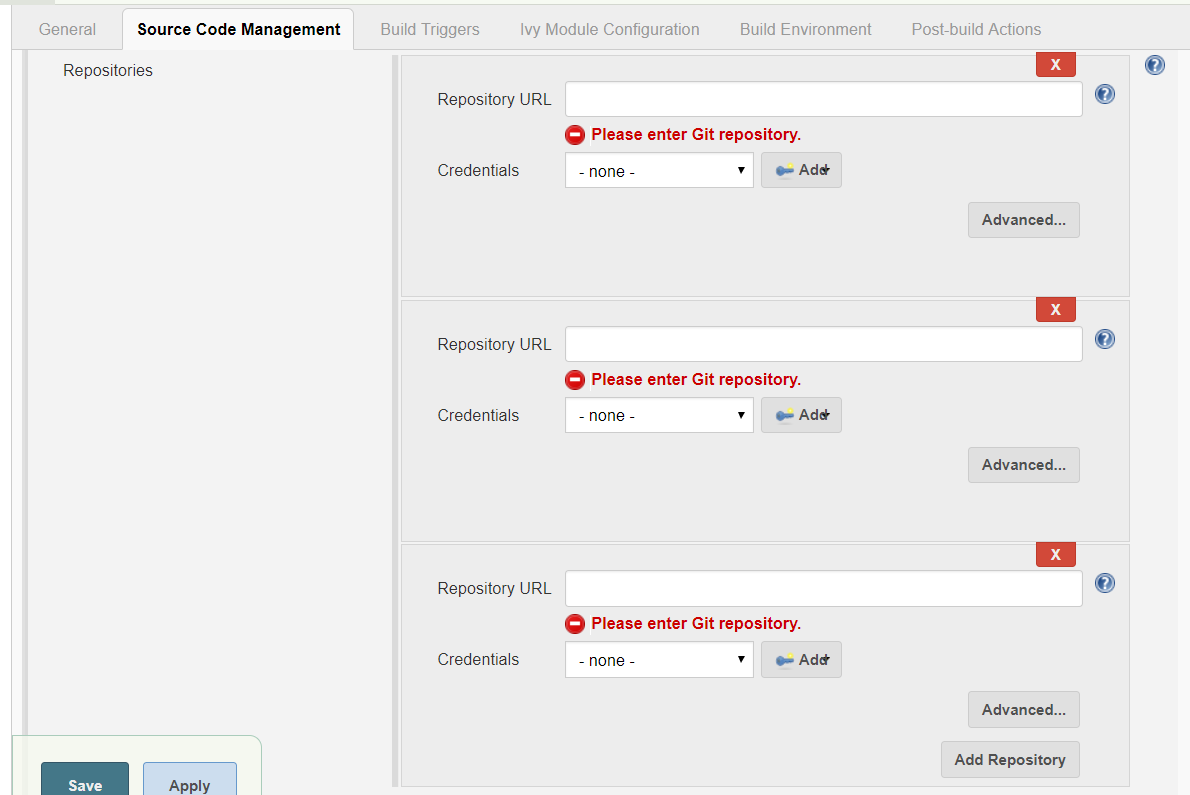 General Source Code Management Build Triggers Ivy Module Configuration Build Environment Post-build Actions
Repositories
X
?
Repository URL
?
Please enter Git repository.
Credentials - none - Add
Advanced...
X
Repository URL
?
Please enter Git repository.
Credentials - none - Add
Advanced...
X
Repository URL
?
Please enter Git repository.
Credentials - none - Add
Advanced...
Add Repository
Save Apply